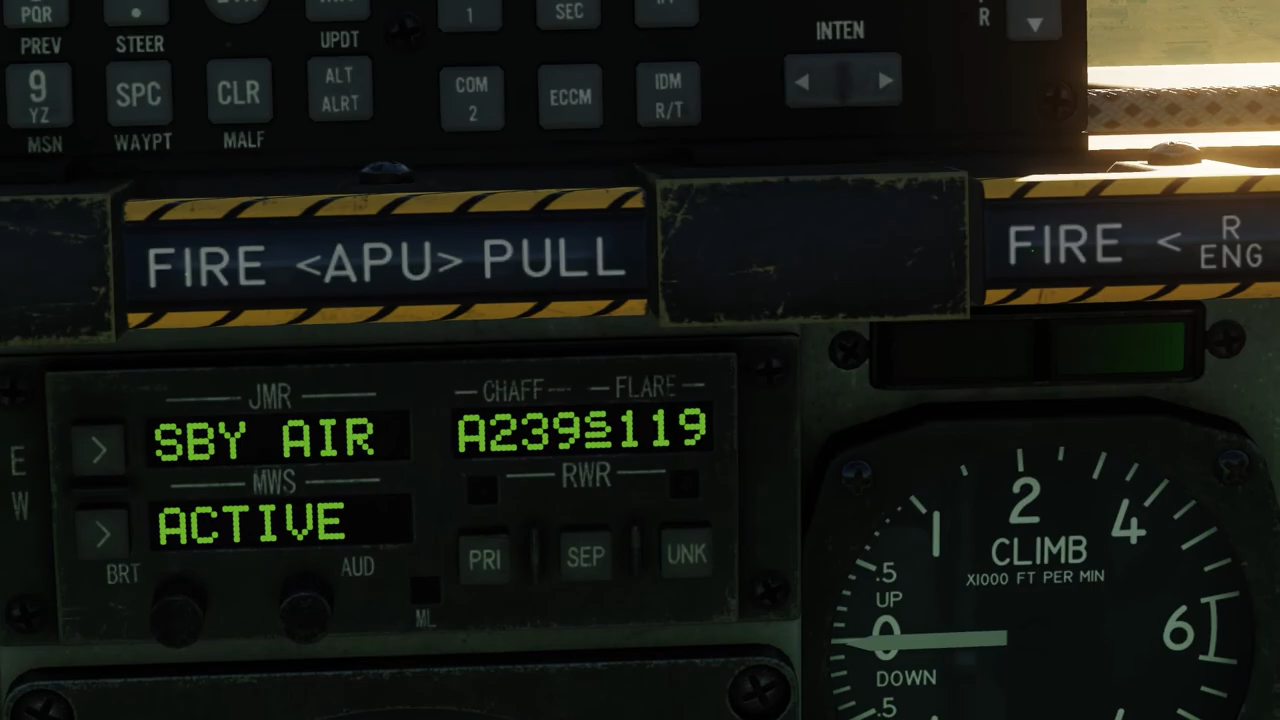 PQR
1
SEC
R
PREV
STEER
UPDT
INTEN
9
YZ
SPC
CLR
ALT
ALRT
COM
2
ECCM
IDM
R/T
MSN
WAYPT
MALF
FIRE <APU> PULL
FIRE < R ENG
JMR
CHAFF
FLARE
SBY AIR
A239≦119
E
W
MWS
RWR
ACTIVE
BRT
AUD
PRI
SEP
UNK
ML
1
2
4
CLIMB
X1000 FT PER MIN
.5
UP
0
6
DOWN
.5